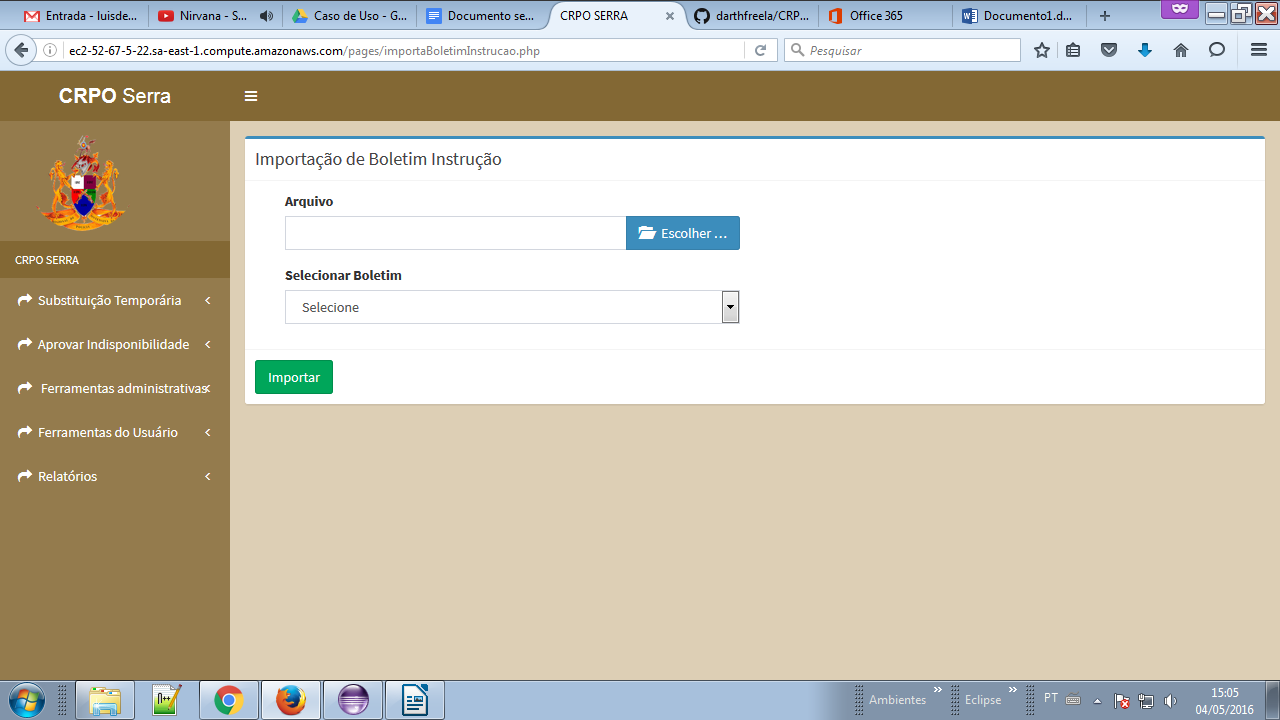 Entrada - luisde...
Nirvana - S...
Caso de Uso - G...
Documento se...
CRPO SERRA
darthfreela/CRP...
Office 365
Documento1.d...
ec2-52-67-5-22.sa-east-1.compute.amazonaws.com/pages/importaBoletimInstrucao.php
Pesquisar
CRPO Serra
Importação de Boletim Instrução
Arquivo
Escolher ...
Selecionar Boletim
Selecione
Importar
CRPO SERRA
Substituição Temporária
Aprovar Indisponibilidade
Ferramentas administrativas
Ferramentas do Usuário
Relatórios
Ambientes
Eclipse
PT
15:05
04/05/2016